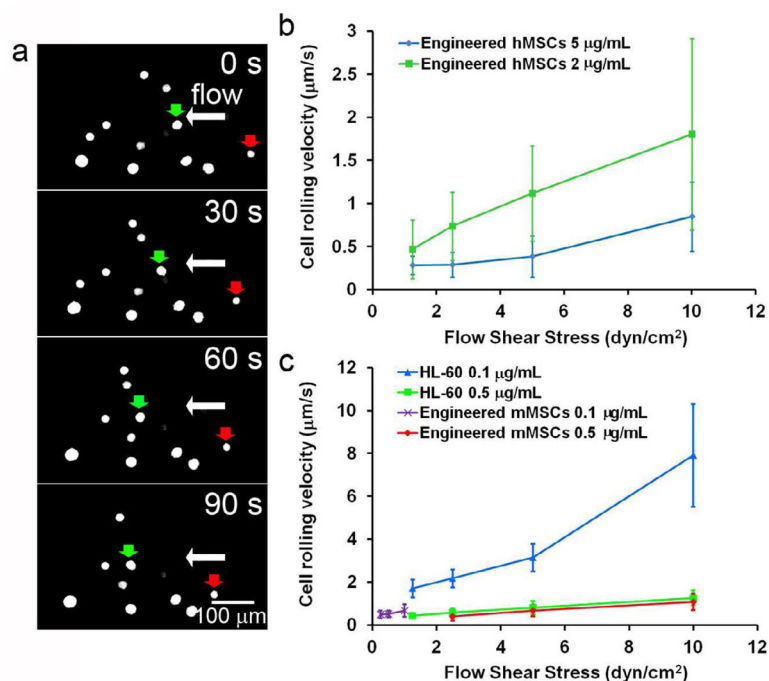 a
0 s
flow
30 s
60 s
90 s
100 μm
b
Engineered hMSCs 5 μg/mL
Engineered hMSCs 2 μg/mL
Cell rolling velocity (μm/s)
3
2.5
2
1.5
1
0.5
0
0 2 4 6 8 10 12
Flow Shear Stress (dyn/cm²)
c
HL-60 0.1 μg/mL
HL-60 0.5 μg/mL
Engineered mMSCs 0.1 μg/mL
Engineered mMSCs 0.5 μg/mL
Cell rolling velocity (μm/s)
12
10
8
6
4
2
0
0 2 4 6 8 10 12
Flow Shear Stress (dyn/cm²)